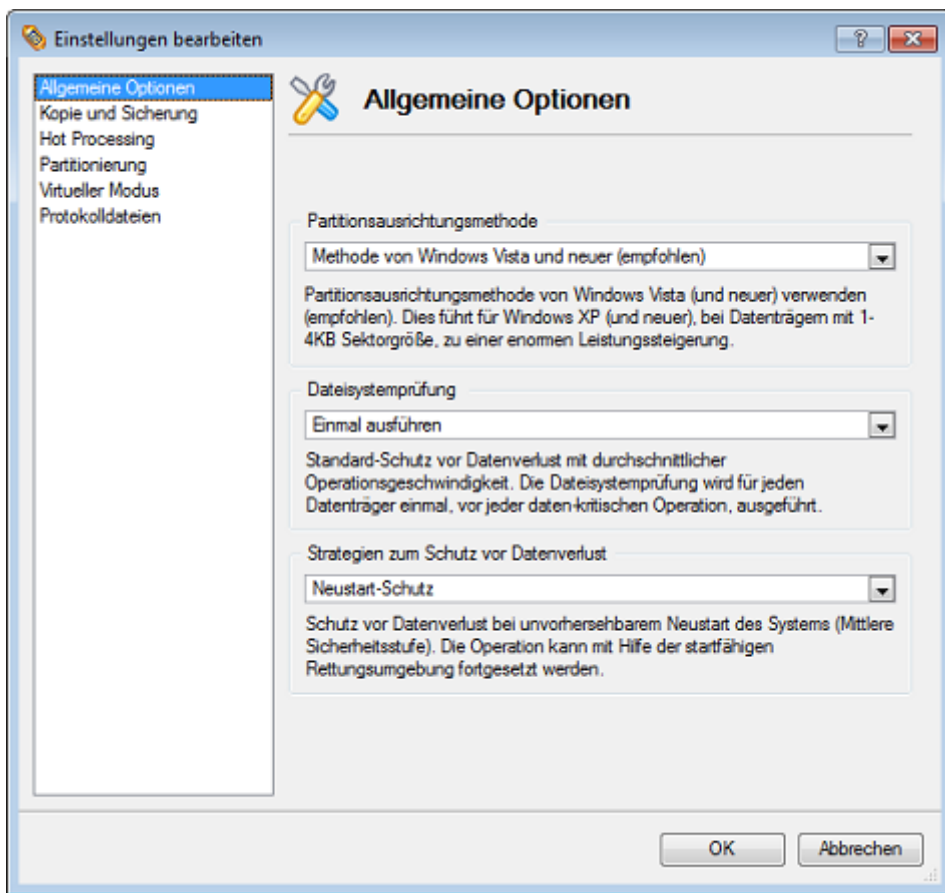 Einstellungen bearbeiten
Allgemeine Optionen
Kopie und Sicherung
Hot Processing
Partitionierung
Virtueller Modus
Protokolldateien
Allgemeine Optionen
Partitionsausrichtungsmethode
Methode von Windows Vista und neuer (empfohlen)
Partitionsausrichtungsmethode von Windows Vista (und neuer) verwenden
(empfohlen). Dies führt für Windows XP (und neuer), bei Datenträgern mit 1-
4KB Sektorgröße, zu einer enormen Leistungssteigerung.
Dateisystemprüfung
Einmal ausführen
Standard-Schutz vor Datenverlust mit durchschnittlicher
Operationsgeschwindigkeit. Die Dateisystemprüfung wird für jeden
Datenträger einmal, vor jeder daten-kritischen Operation, ausgeführt.
Strategien zum Schutz vor Datenverlust
Neustart-Schutz
Schutz vor Datenverlust bei unvorhersehbarem Neustart des Systems (Mittlere
Sicherheitsstufe). Die Operation kann mit Hilfe der startfähigen
Rettungsumgebung fortgesetzt werden.
OK
Abbrechen